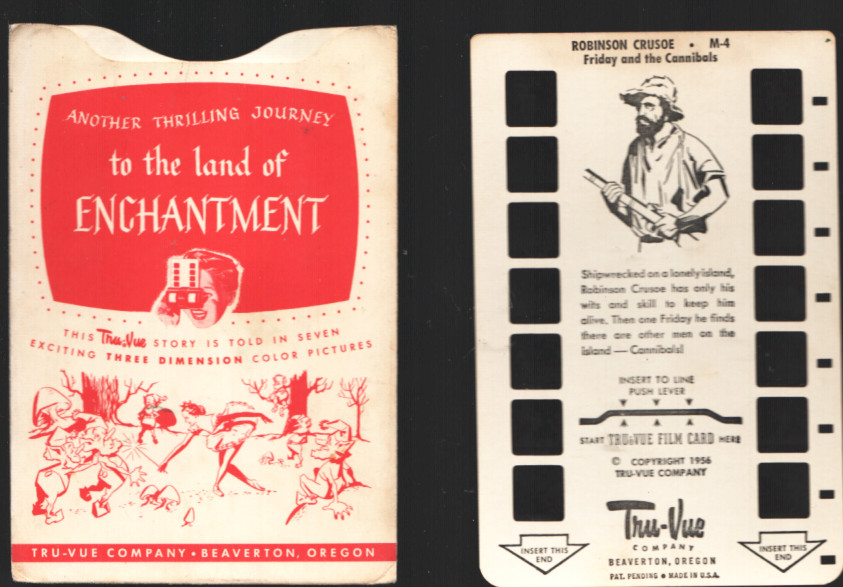 ANOTHER THRILLING JOURNEY
to the land of
ENCHANTMENT
THIS Tru-Vue STORY IS TOLD IN SEVEN
EXCITING THREE DIMENSION COLOR PICTURES
TRU-VUE COMPANY • BEAVERTON, OREGON
ROBINSON CRUSOE • M-4
Friday and the Cannibals
Shipwrecked on a lonely island,
Robinson Crusoe has only his
wits and skill to keep him
alive. Then one Friday he finds
there are other men on the
island — Cannibals!
INSERT TO LINE
PUSH LEVER
START TRU-VUE FILM CARD HERE
© COPYRIGHT 1956
TRU-VUE COMPANY
Tru-Vue
COMPANY
BEAVERTON, OREGON
PAT. PENDING • MADE IN U.S.A.
INSERT THIS
END
INSERT THIS
END